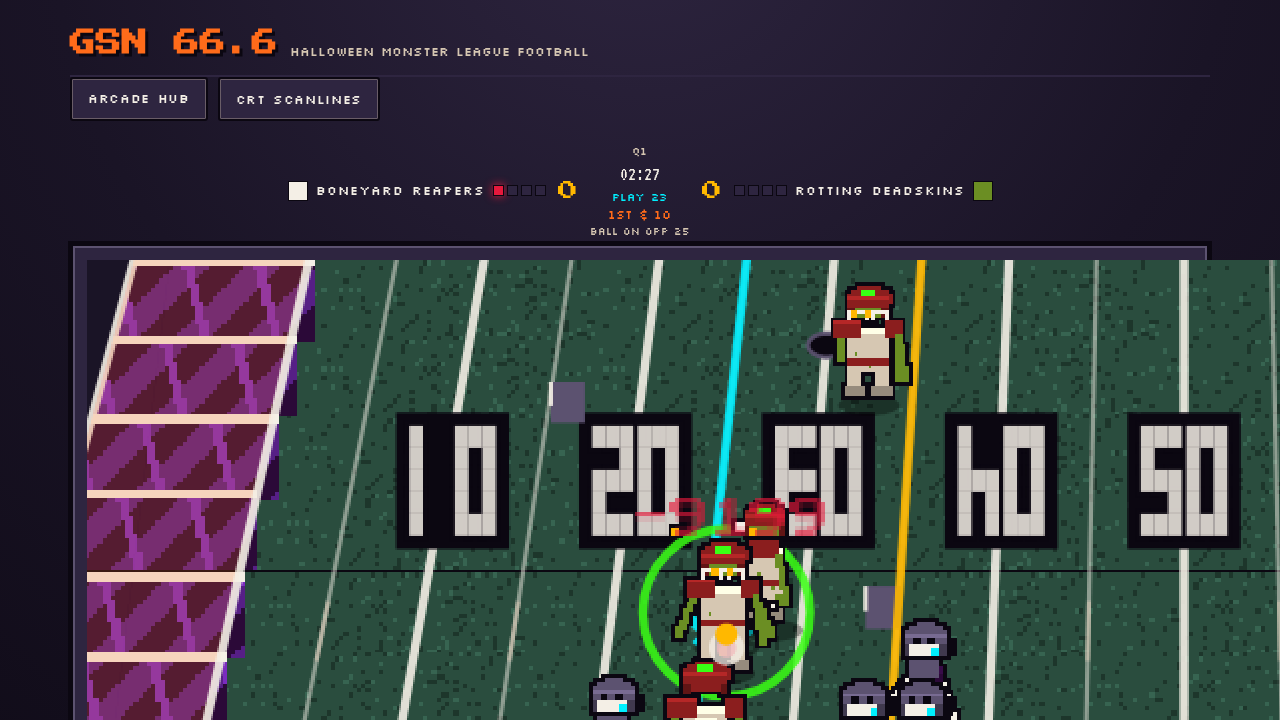 GSN 66.6
HALLOWEEN MONSTER LEAGUE FOOTBALL
ARCADE HUB
CRT SCANLINES
Q1
02:27
BONEYARD REAPERS 0
0 ROTTING DEADSKINS
PLAY 23
1ST & 10
BALL ON OPP 25
10 20 30 40 50